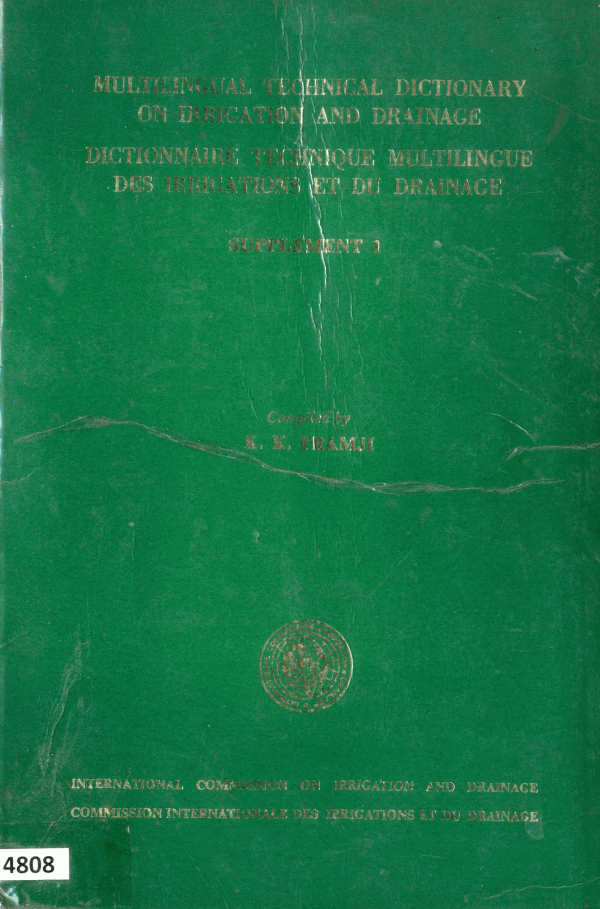 MULTILINGUAL TECHNICAL DICTIONARY
ON IRRIGATION AND DRAINAGE
DICTIONNAIRE TECHNIQUE MULTILINGUE
DES IRRIGATIONS ET DU DRAINAGE
SUPPLEMENT 1
Compiled by
K. K. FRAMJI
INTERNATIONAL COMMISSION ON IRRIGATION AND DRAINAGE
COMMISSION INTERNATIONALE DES IRRIGATIONS ET DU DRAINAGE
4808